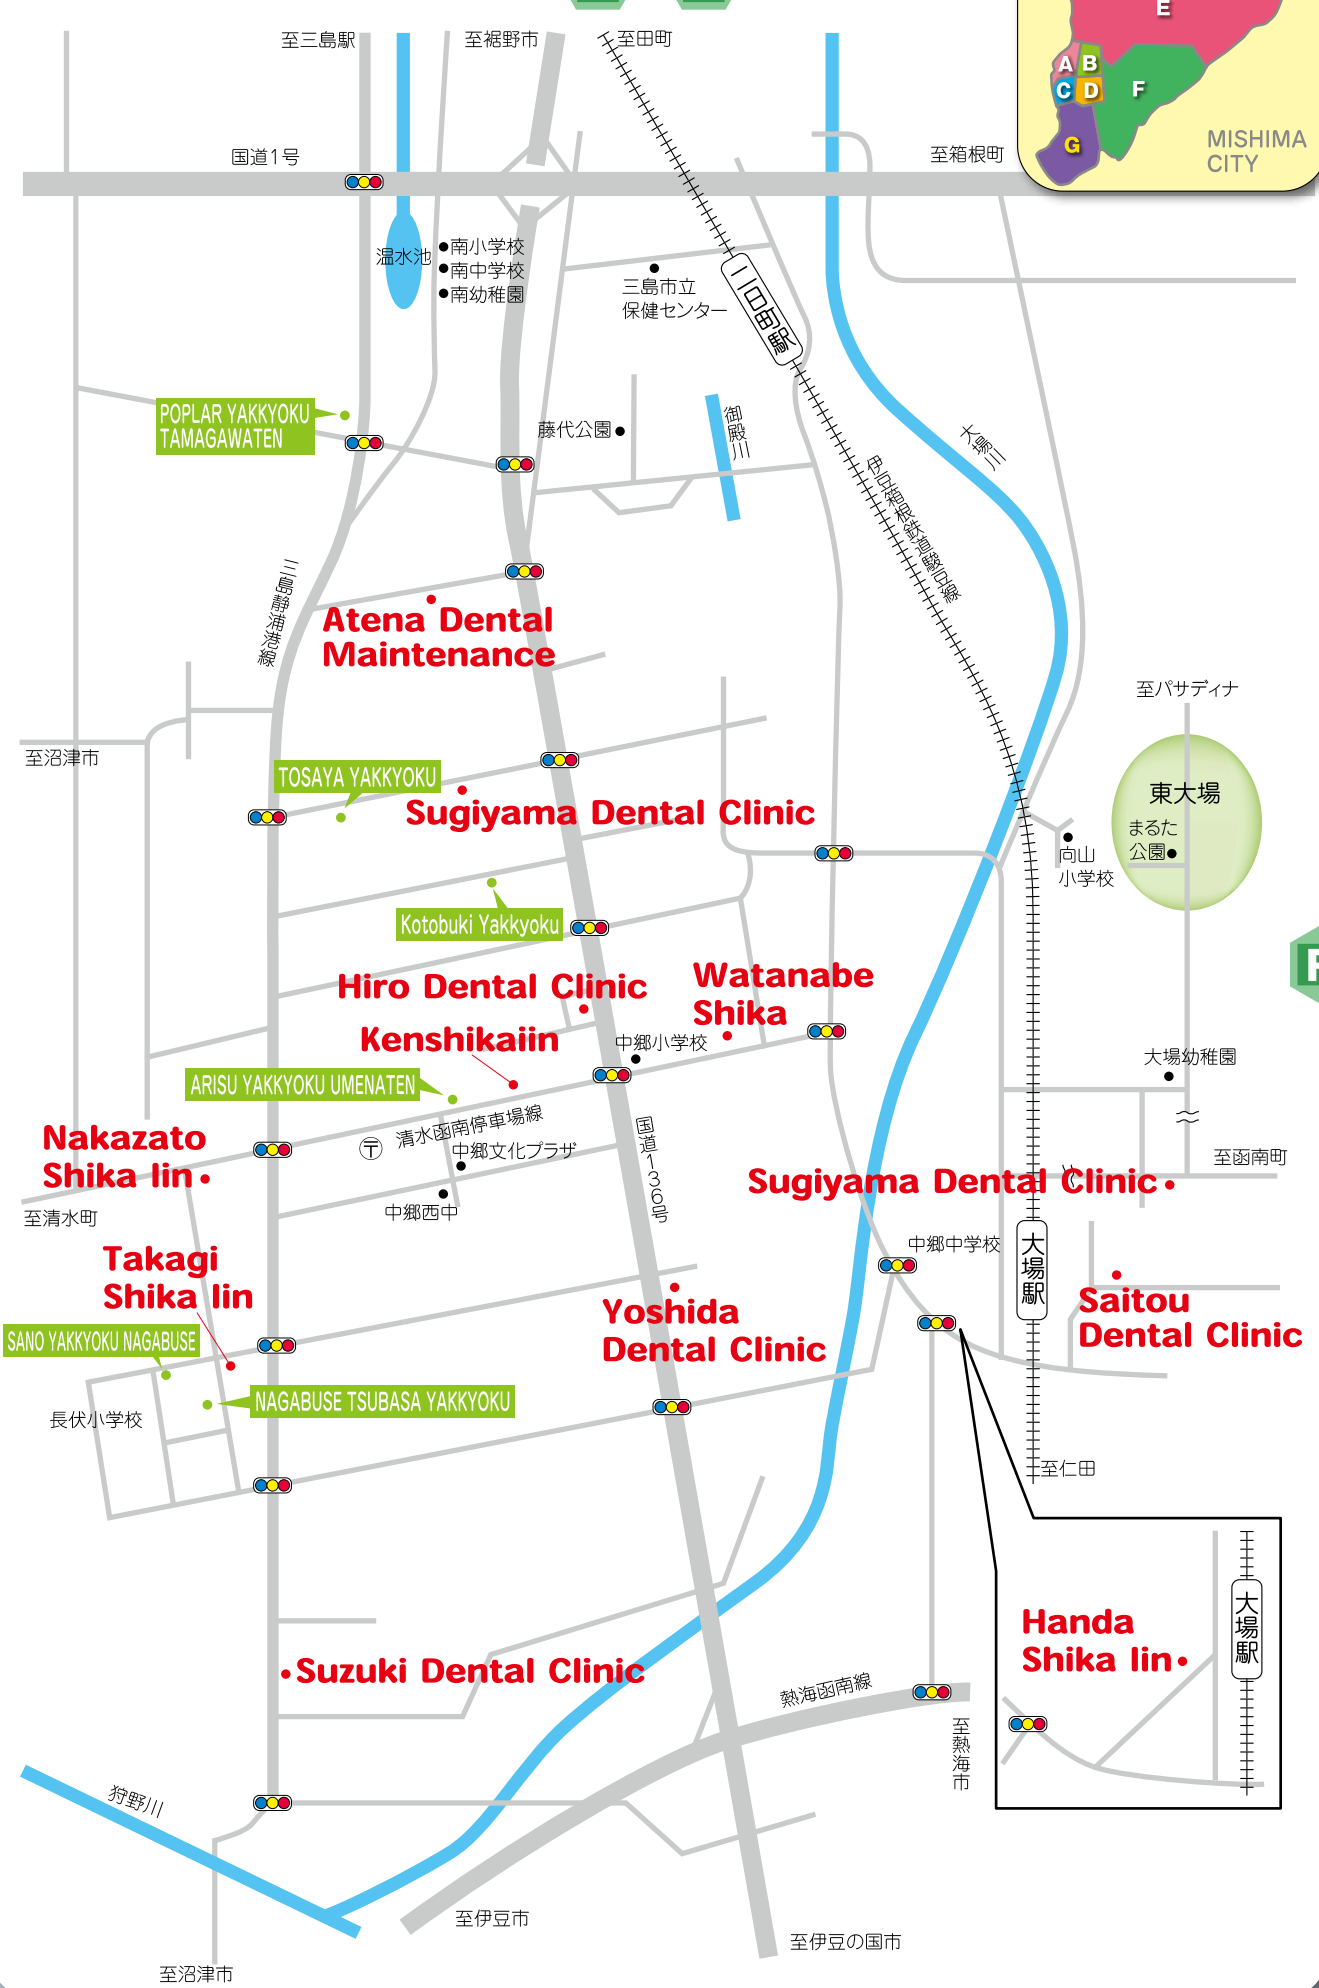 至三島駅
至裾野市
至田町
E
A
B
C
D
F
G
MISHIMA
CITY
国道1号
至箱根町
温水池
南小学校
南中学校
南幼稚園
三島市立
保健センター
二日町駅
POPLAR YAKKYOKU
TAMAGAWATEN
藤代公園
御殿川
大場川
伊豆箱根鉄道駿豆線
三島静浦港線
Atena Dental
Maintenance
至沼津市
至パサディナ
TOSAYA YAKKYOKU
Sugiyama Dental Clinic
東大場
まるた
公園
向山
小学校
Kotobuki Yakkyoku
Hiro Dental Clinic
Watanabe
Shika
Kenshikaiin
中郷小学校
大場幼稚園
ARISU YAKKYOKU UMENATEN
清水函南停車場線
中郷文化プラザ
国道136号
Nakazato
Shika Iin
至清水町
中郷西中
Sugiyama Dental Clinic
至函南町
中郷中学校
大場駅
Takagi
Shika Iin
Yoshida
Dental Clinic
Saitou
Dental Clinic
SANO YAKKYOKU NAGABUSE
NAGABUSE TSUBASA YAKKYOKU
長伏小学校
至仁田
Handa
Shika Iin
大場駅
Suzuki Dental Clinic
熱海函南線
至熱海市
狩野川
至伊豆市
至伊豆の国市
至沼津市